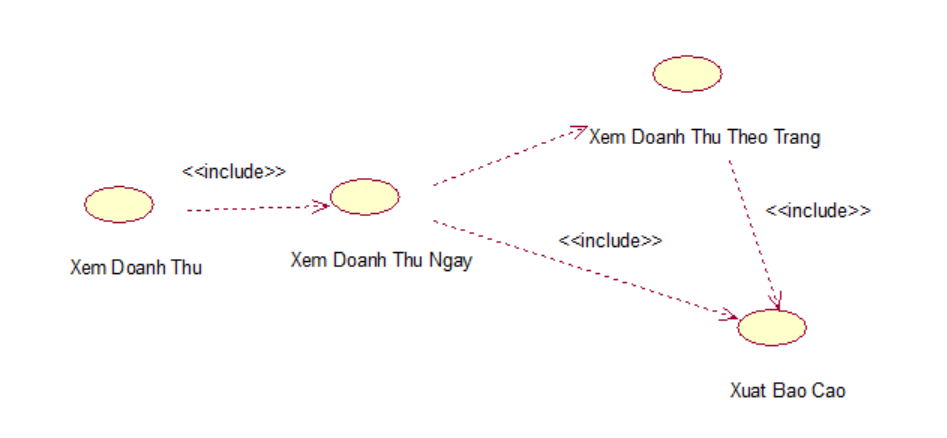 Xem Doanh Thu Theo Trang
<<include>>
<<include>>
<<include>>
Xem Doanh Thu Ngay
Xem Doanh Thu
Xuat Bao Cao